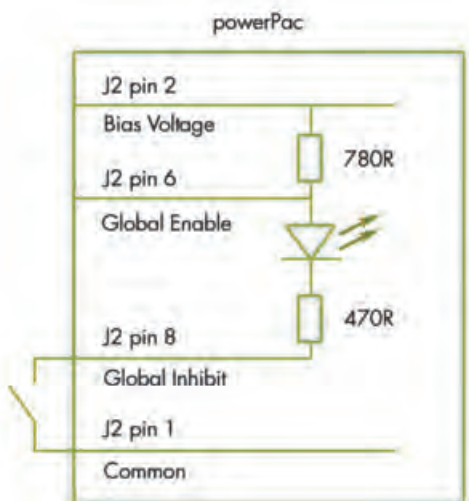 powerPac
J2 pin 2
Bias Voltage
780R
J2 pin 6
Global Enable
470R
J2 pin 8
Global Inhibit
J2 pin 1
Common